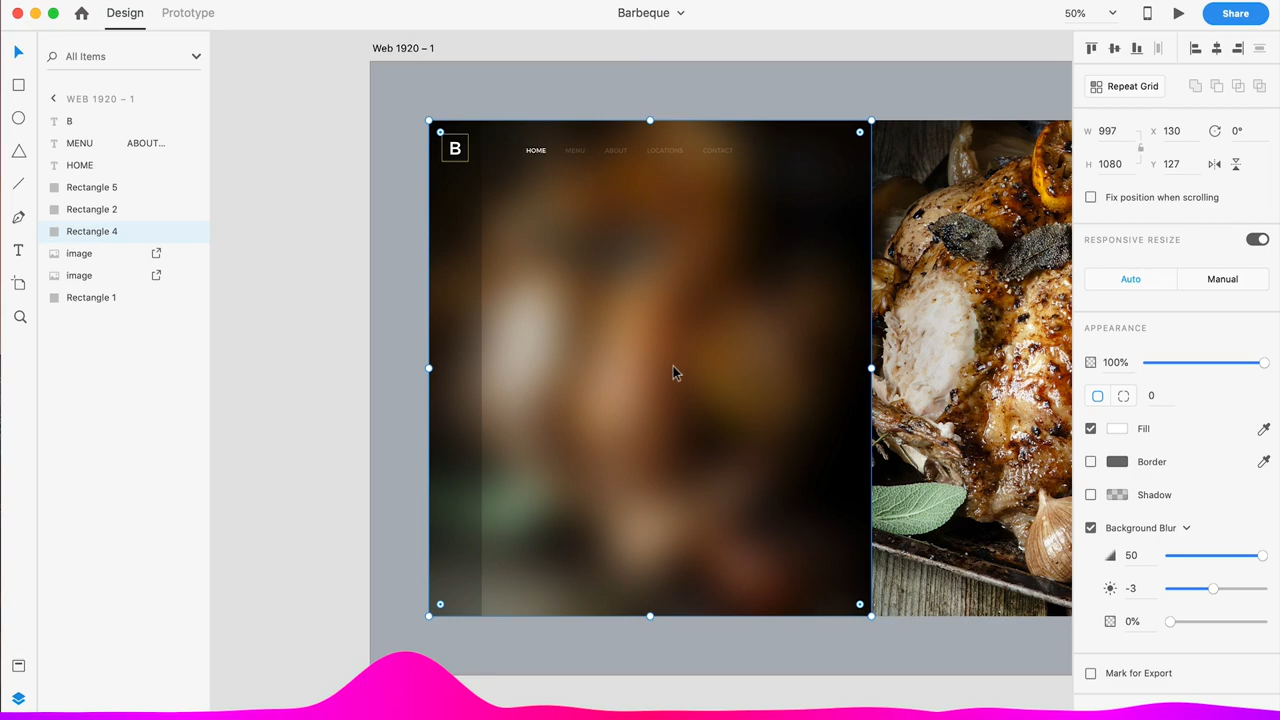 Design
Prototype
Barbeque
50%
Share
All Items
WEB 1920 – 1
B
MENU ABOUT...
HOME
Rectangle 5
Rectangle 2
Rectangle 4
image
image
Rectangle 1
Web 1920 – 1
B
HOME MENU ABOUT LOCATIONS CONTACT
Repeat Grid
W 997 X 130 0°
H 1080 Y 127
Fix position when scrolling
RESPONSIVE RESIZE
Auto Manual
APPEARANCE
100%
0
Fill
Border
Shadow
Background Blur
50
-3
0%
Mark for Export